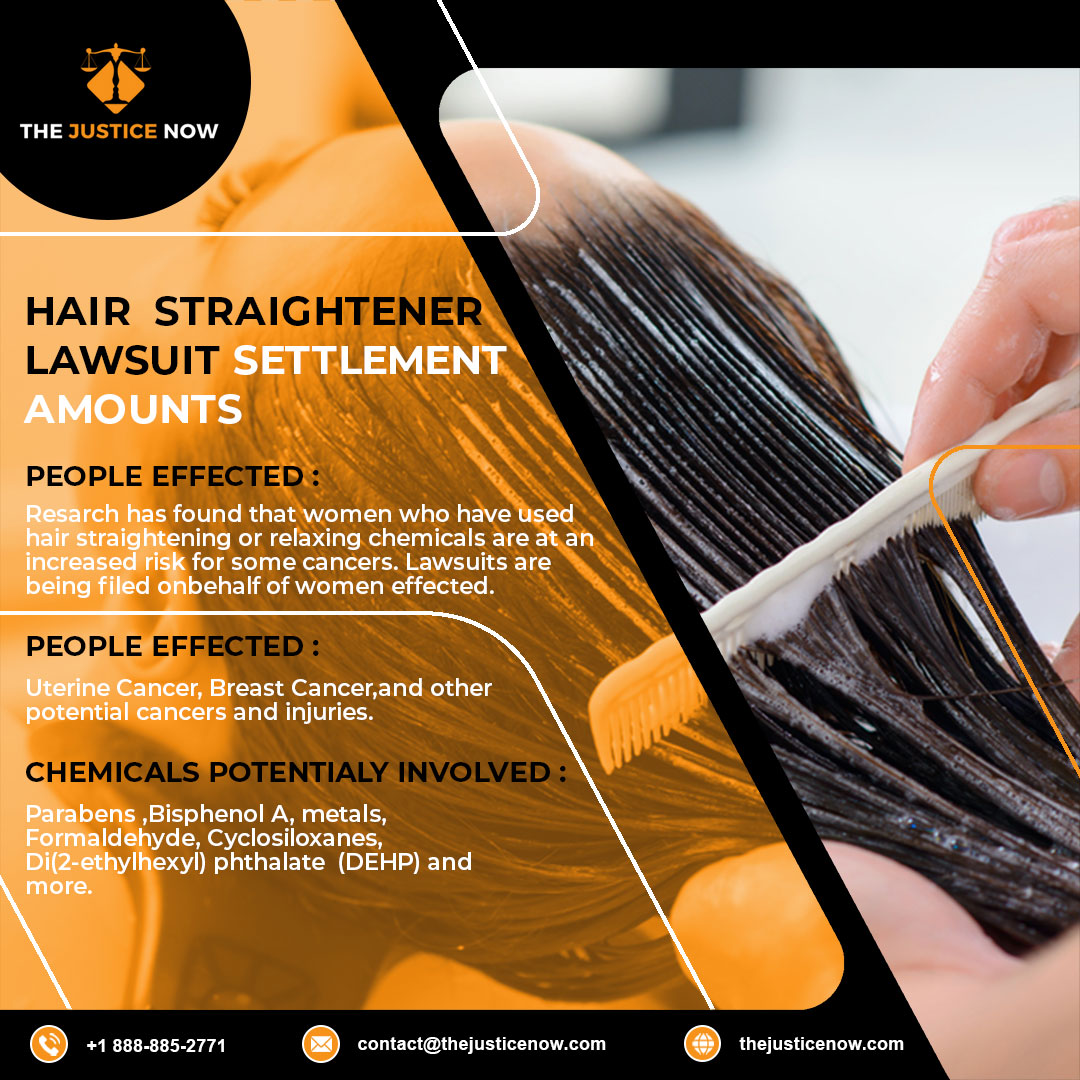 THE JUSTICE NOW
HAIR STRAIGHTENER
LAWSUIT SETTLEMENT
AMOUNTS
PEOPLE EFFECTED :
Resarch has found that women who have used
hair straightening or relaxing chemicals are at an
increased risk for some cancers. Lawsuits are
being filed onbehalf of women effected.
PEOPLE EFFECTED :
Uterine Cancer, Breast Cancer,and other
potential cancers and injuries.
CHEMICALS POTENTIALY INVOLVED :
Parabens ,Bisphenol A, metals,
Formaldehyde, Cyclosiloxanes,
Di(2-ethylhexyl) phthalate (DEHP) and
more.
+1 888-885-2771
contact@thejusticenow.com
thejusticenow.com